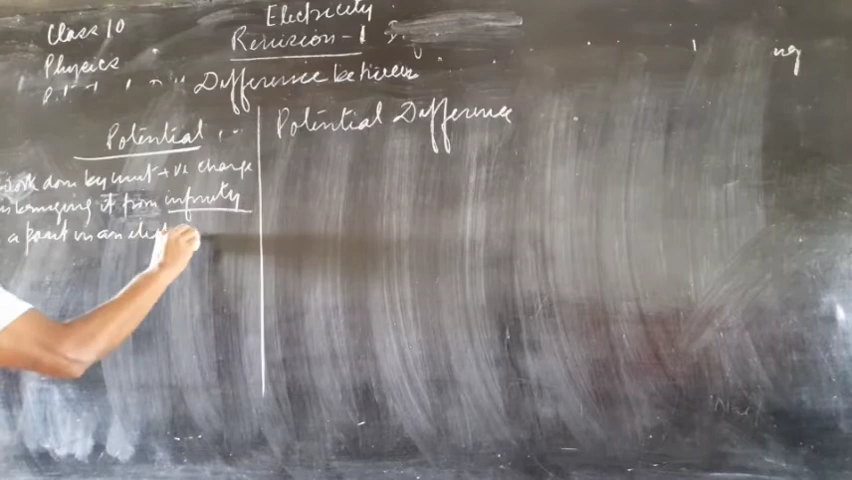 Class 10
Physics
Electricity
Revision - 1
Difference between
Potential
Potential Difference
work done by unit +ve charge
in bringing it from infinity
a point in an elect